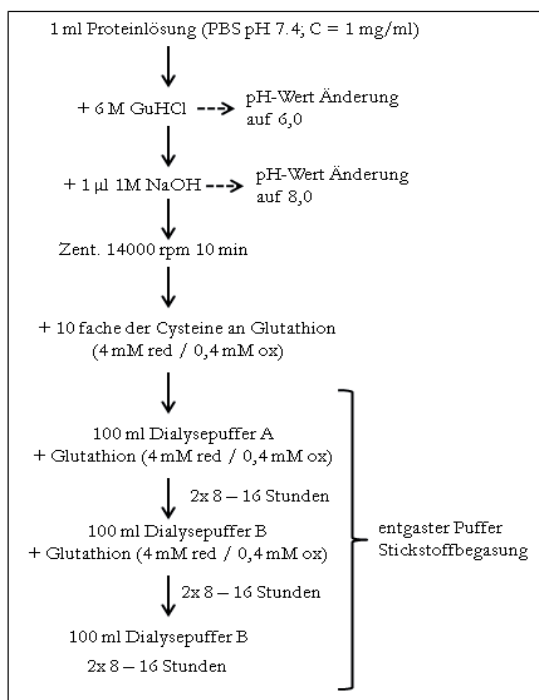 1 ml Proteinlösung (PBS pH 7.4; C = 1 mg/ml)
+ 6 M GuHCl
pH-Wert Änderung
auf 6,0
+ 1 µl 1M NaOH
pH-Wert Änderung
auf 8,0
Zent. 14000 rpm 10 min
+ 10 fache der Cysteine an Glutathion
(4 mM red / 0,4 mM ox)
100 ml Dialysepuffer A
+ Glutathion (4 mM red / 0,4 mM ox)
2x 8 – 16 Stunden
100 ml Dialysepuffer B
+ Glutathion (4 mM red / 0,4 mM ox)
entgaster Puffer
Stickstoffbegasung
2x 8 – 16 Stunden
100 ml Dialysepuffer B
2x 8 – 16 Stunden